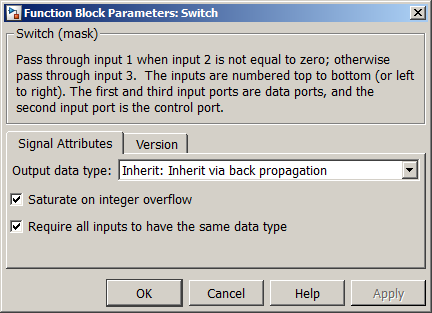 Function Block Parameters: Switch
Switch (mask)
Pass through input 1 when input 2 is not equal to zero; otherwise
pass through input 3.  The inputs are numbered top to bottom (or left
to right). The first and third input ports are data ports, and the
second input port is the control port.
Signal Attributes Version
Output data type: Inherit: Inherit via back propagation
Saturate on integer overflow
Require all inputs to have the same data type
OK Cancel Help Apply